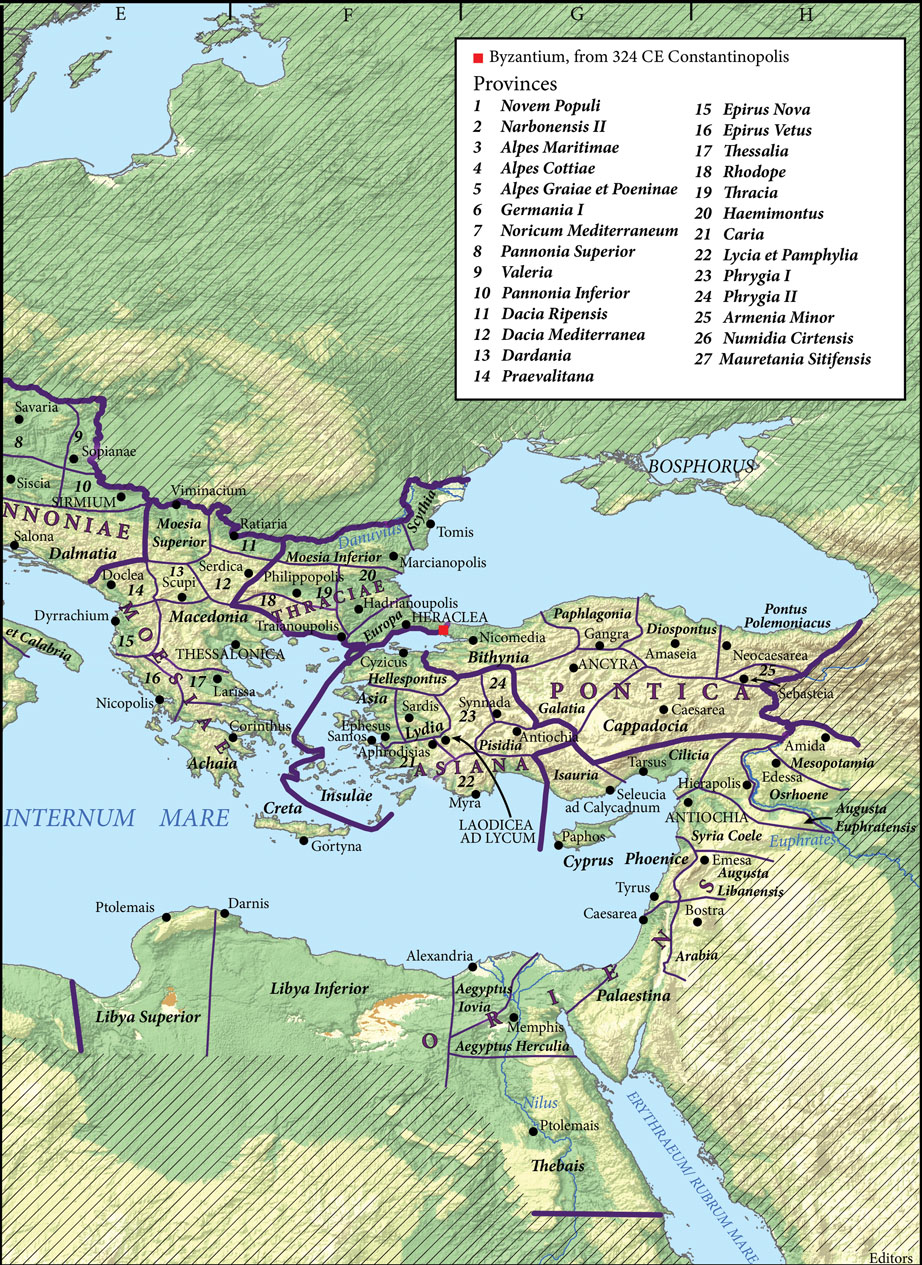 E F G H
Byzantium, from 324 CE Constantinopolis
Provinces
1 Novem Populi
2 Narbonensis II
3 Alpes Maritimae
4 Alpes Cottiae
5 Alpes Graiae et Poeninae
6 Germania I
7 Noricum Mediterraneum
8 Pannonia Superior
9 Valeria
10 Pannonia Inferior
11 Dacia Ripensis
12 Dacia Mediterranea
13 Dardania
14 Praevalitana
15 Epirus Nova
16 Epirus Vetus
17 Thessalia
18 Rhodope
19 Thracia
20 Haemimontus
21 Caria
22 Lycia et Pamphylia
23 Phrygia I
24 Phrygia II
25 Armenia Minor
26 Numidia Cirtensis
27 Mauretania Sitifensis
Savaria
8
9
Sopianae
BOSPHORUS
Siscia
10
SIRMIUM
Viminacium
NNONIAE
Moesia
Superior
Ratiaria
11
Scythia
Danuvius
Tomis
Salona
Dalmatia
Moesia Inferior
Marcianopolis
Doclea
14
13
Scupi
Serdica
12
Philippopolis
18
19
20
THRACIAE
Hadrianoupolis
Dyrrachium
15
MOESIAE
Macedonia
Traianoupolis
Europa
HERACLEA
Paphlagonia
Pontus
Polemoniacus
et Calabria
THESSALONICA
Nicomedia
Bithynia
Gangra
Diospontus
Amaseia
Neocaesarea
Cyzicus
Hellespontus
ANCYRA
25
Sebasteia
16
17
Larissa
Nicopolis
Asia
24
PONTICA
Galatia
Caesarea
Cappadocia
Sardis
Synnada
23
Lydia
Corinthus
Ephesus
Samos
Aphrodisias
21
Pisidia
Antiochia
Achaia
ASIANA
22
Isauria
Cilicia
Tarsus
Amida
Mesopotamia
Edessa
Osrhoene
Hierapolis
Insulae
Creta
Myra
Seleucia
ad Calycadnum
ANTIOCHIA
Augusta
Euphratensis
INTERNUM MARE
LAODICEA
AD LYCUM
Gortyna
Paphos
Cyprus
Phoenice
Syria Coele
Euphrates
Emesa
Augusta
Libanensis
Tyrus
Caesarea
Bostra
Arabia
Ptolemais
Darnis
Alexandria
Libya Superior
Libya Inferior
Aegyptus
Iovia
ORIENS
Palaestina
Memphis
Aegyptus Herculia
Nilus
Ptolemais
Thebais
ERYTHRAEUM/ RUBRUM MARE
Editors